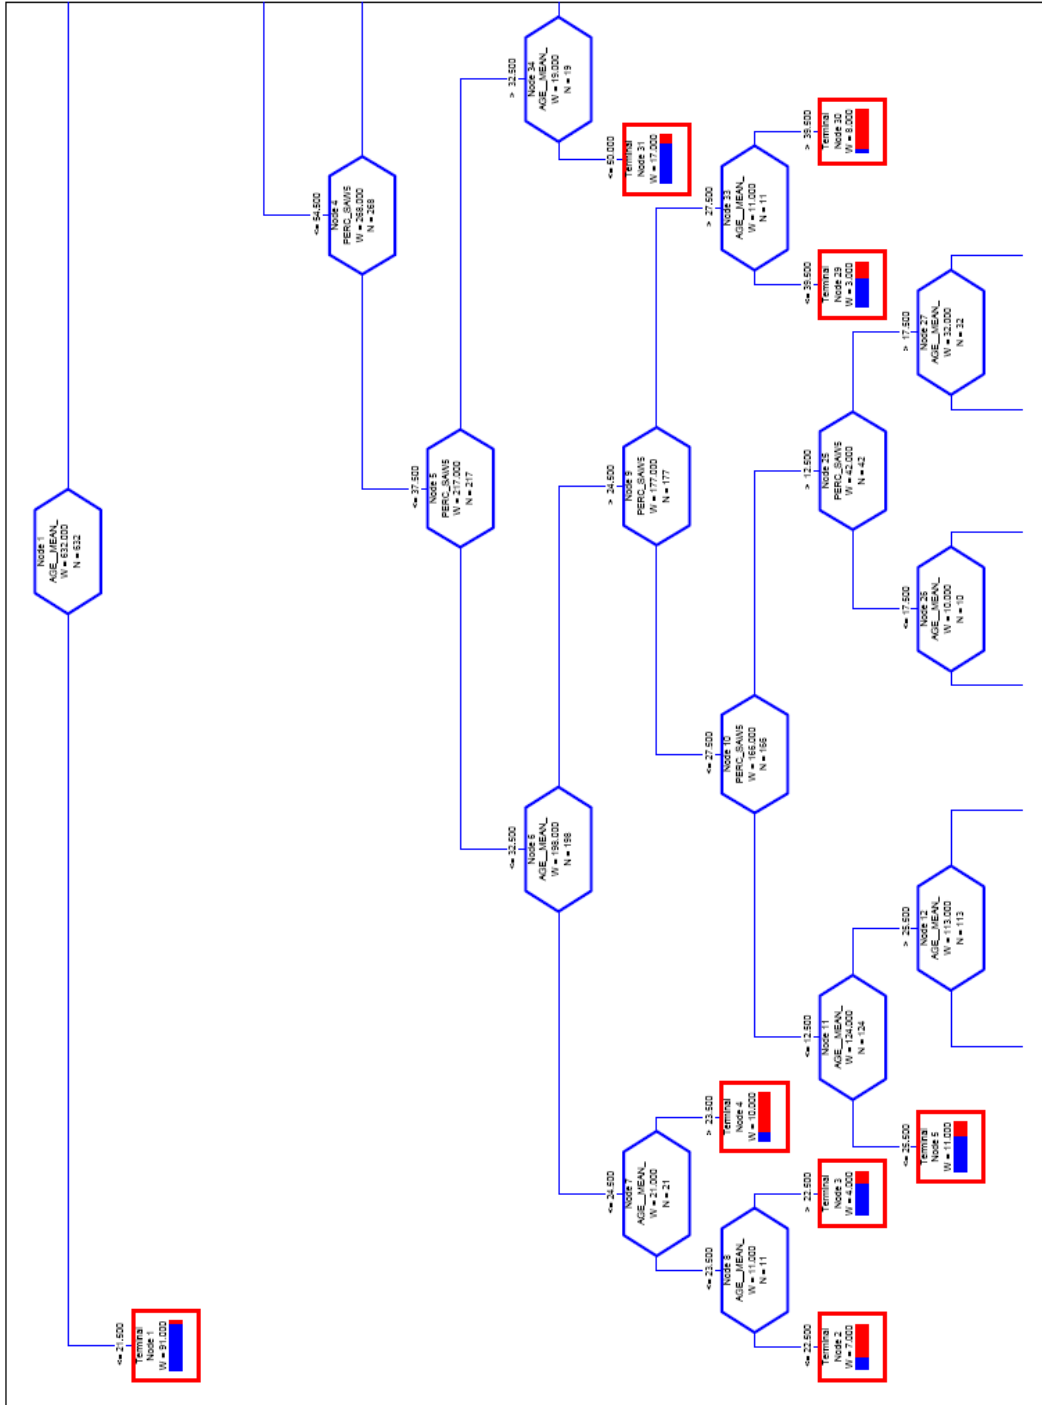 Node 1
AGE__MEAN_
W = 632.000
N = 632
<= 21.500
Terminal
Node 1
W = 91.000
<= 54.500
Node 4
PERC_SAWS
W = 268.000
N = 268
<= 37.500
Node 5
PERC_SAWS
W = 217.000
N = 217
<= 32.500
Node 6
AGE__MEAN_
W = 198.000
N = 198
> 32.500
Node 34
AGE__MEAN_
W = 19.000
N = 19
<= 24.500
Node 7
AGE__MEAN_
W = 21.000
N = 21
> 24.500
Node 9
PERC_SAWS
W = 177.000
N = 177
<= 50.000
Terminal
Node 31
W = 17.000
<= 23.500
Node 8
AGE__MEAN_
W = 11.000
N = 11
> 23.500
Terminal
Node 4
W = 10.000
<= 27.500
Node 10
PERC_SAWS
W = 166.000
N = 166
> 27.500
Node 33
AGE__MEAN_
W = 11.000
N = 11
<= 22.500
Terminal
Node 2
W = 7.000
> 22.500
Terminal
Node 3
W = 4.000
<= 12.500
Node 11
AGE__MEAN_
W = 124.000
N = 124
> 12.500
Node 25
PERC_SAWS
W = 42.000
N = 42
<= 39.500
Terminal
Node 29
W = 3.000
> 39.500
Terminal
Node 30
W = 8.000
<= 25.500
Terminal
Node 5
W = 11.000
> 25.500
Node 12
AGE__MEAN_
W = 113.000
N = 113
<= 17.500
Node 26
AGE__MEAN_
W = 10.000
N = 10
> 17.500
Node 27
AGE__MEAN_
W = 32.000
N = 32